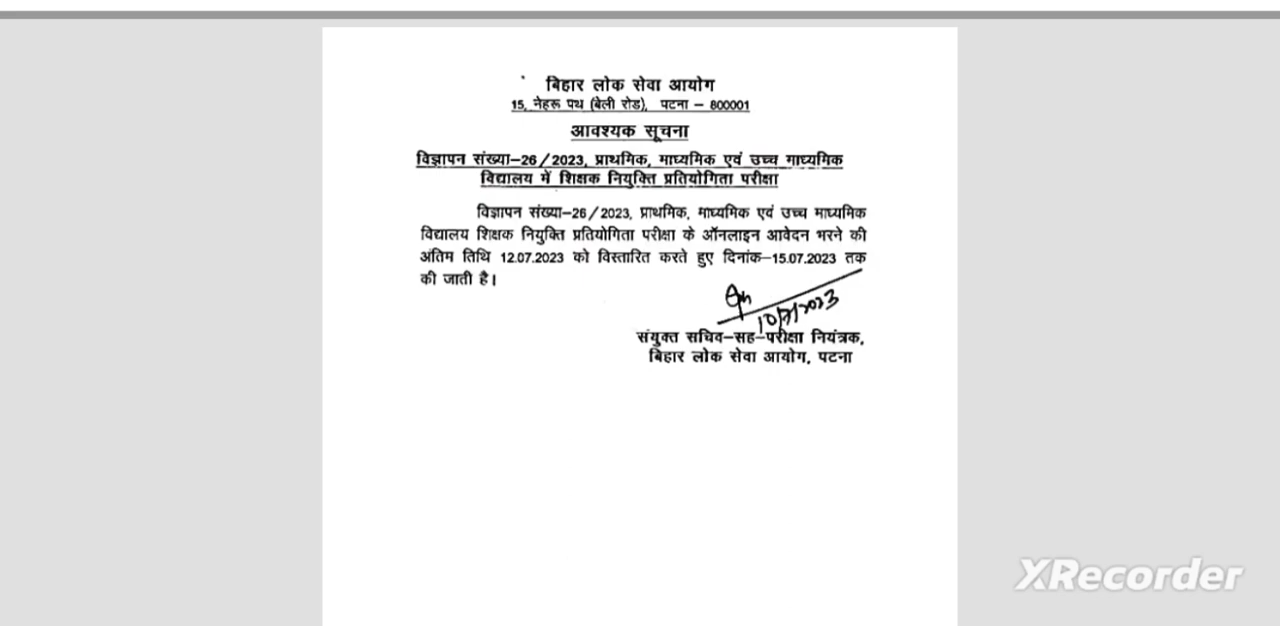 बिहार लोक सेवा आयोग
15, नेहरू पथ (बेली रोड), पटना – 800001
आवश्यक सूचना
विज्ञापन संख्या–26/2023, प्राथमिक, माध्यमिक एवं उच्च माध्यमिक
विद्यालय में शिक्षक नियुक्ति प्रतियोगिता परीक्षा
विज्ञापन संख्या–26/2023, प्राथमिक, माध्यमिक एवं उच्च माध्यमिक
विद्यालय शिक्षक नियुक्ति प्रतियोगिता परीक्षा के ऑनलाइन आवेदन भरने की
अंतिम तिथि 12.07.2023 को विस्तारित करते हुए दिनांक–15.07.2023 तक
की जाती है।
10/7/2023
संयुक्त सचिव–सह–परीक्षा नियंत्रक,
बिहार लोक सेवा आयोग, पटना
XRecorder